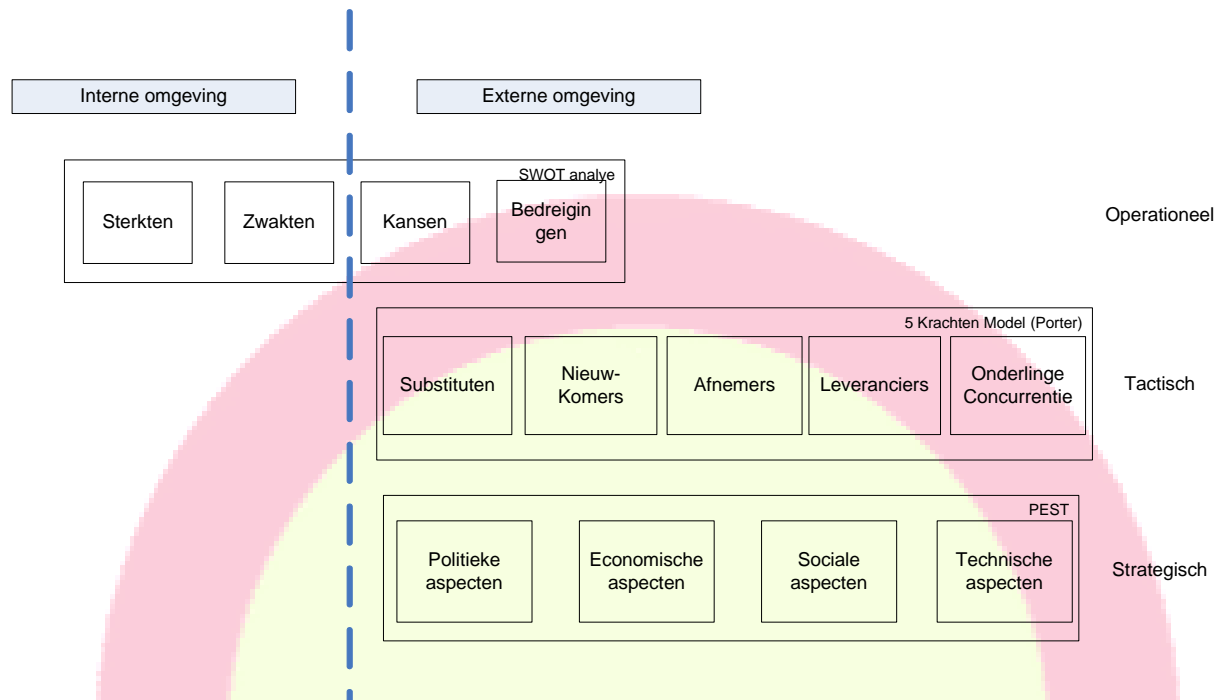 Interne omgeving
Externe omgeving
SWOT analye
Sterkten
Zwakten
Kansen
Bedreigin
gen
Operationeel
5 Krachten Model (Porter)
Substituten
Nieuw-
Komers
Afnemers
Leveranciers
Onderlinge
Concurrentie
Tactisch
PEST
Politieke
aspecten
Economische
aspecten
Sociale
aspecten
Technische
aspecten
Strategisch